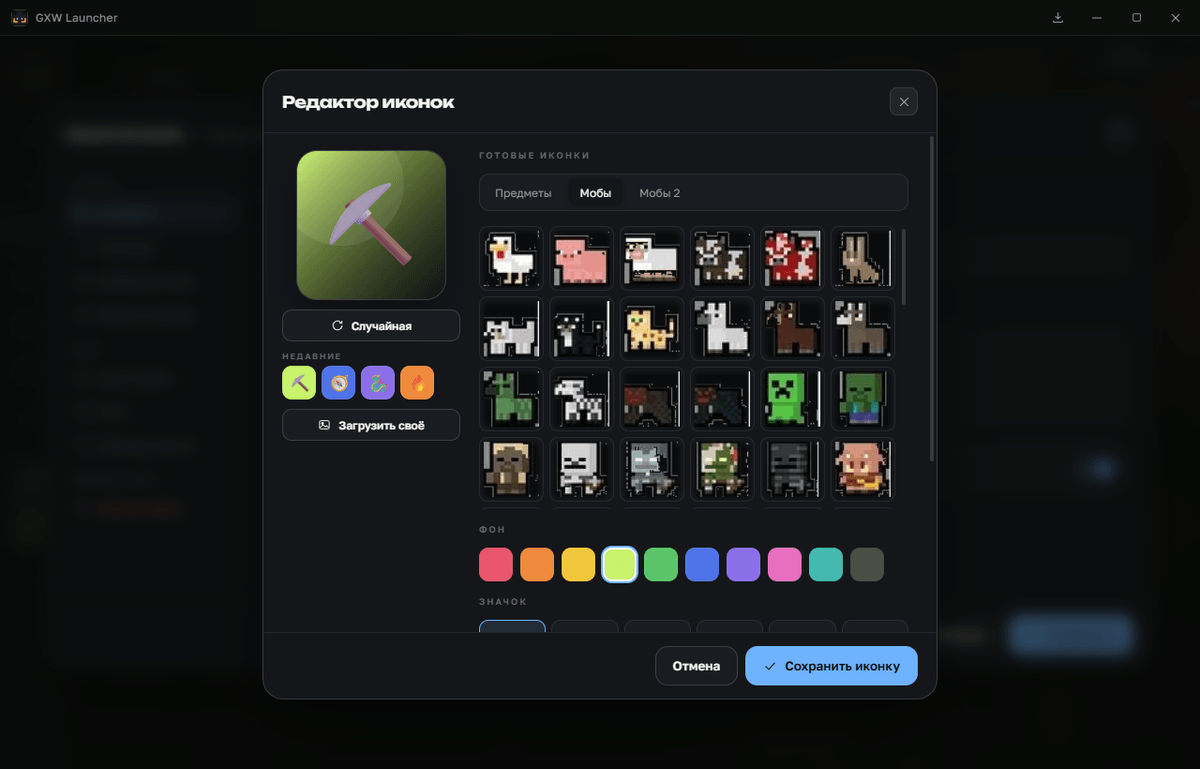 GXW Launcher
Редактор иконок
ГОТОВЫЕ ИКОНКИ
Предметы
Мобы
Мобы 2
Случайная
НЕДАВНИЕ
Загрузить своё
ФОН
ЗНАЧОК
Отмена
Сохранить иконку